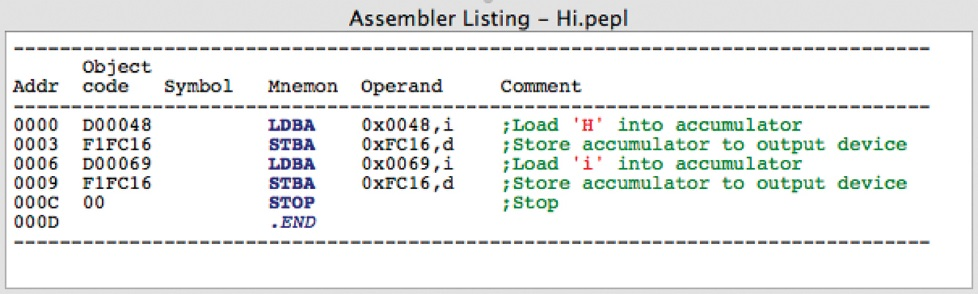 Assembler Listing – Hi.pepl
-------------------------------------------------------------------------------
Object
Addr  code   Symbol   Mnemon  Operand     Comment
-------------------------------------------------------------------------------
0000  D00048          LDBA    0x0048,i    ;Load 'H' into accumulator
0003  F1FC16          STBA    0xFC16,d    ;Store accumulator to output device
0006  D00069          LDBA    0x0069,i    ;Load 'i' into accumulator
0009  F1FC16          STBA    0xFC16,d    ;Store accumulator to output device
000C  00              STOP                ;Stop
000D                  .END
-------------------------------------------------------------------------------